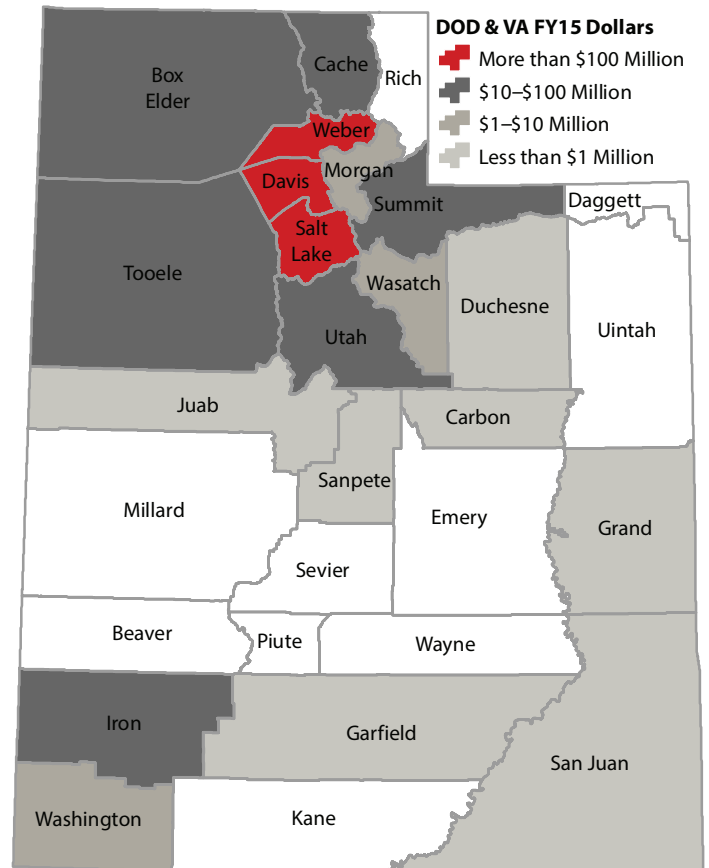 DOD & VA FY15 Dollars
More than $100 Million
$10–$100 Million
$1–$10 Million
Less than $1 Million
Box
Elder
Cache
Rich
Weber
Morgan
Davis
Summit
Daggett
Salt
Lake
Tooele
Wasatch
Duchesne
Uintah
Utah
Juab
Carbon
Sanpete
Millard
Emery
Grand
Sevier
Beaver
Piute
Wayne
Iron
Garfield
San Juan
Washington
Kane